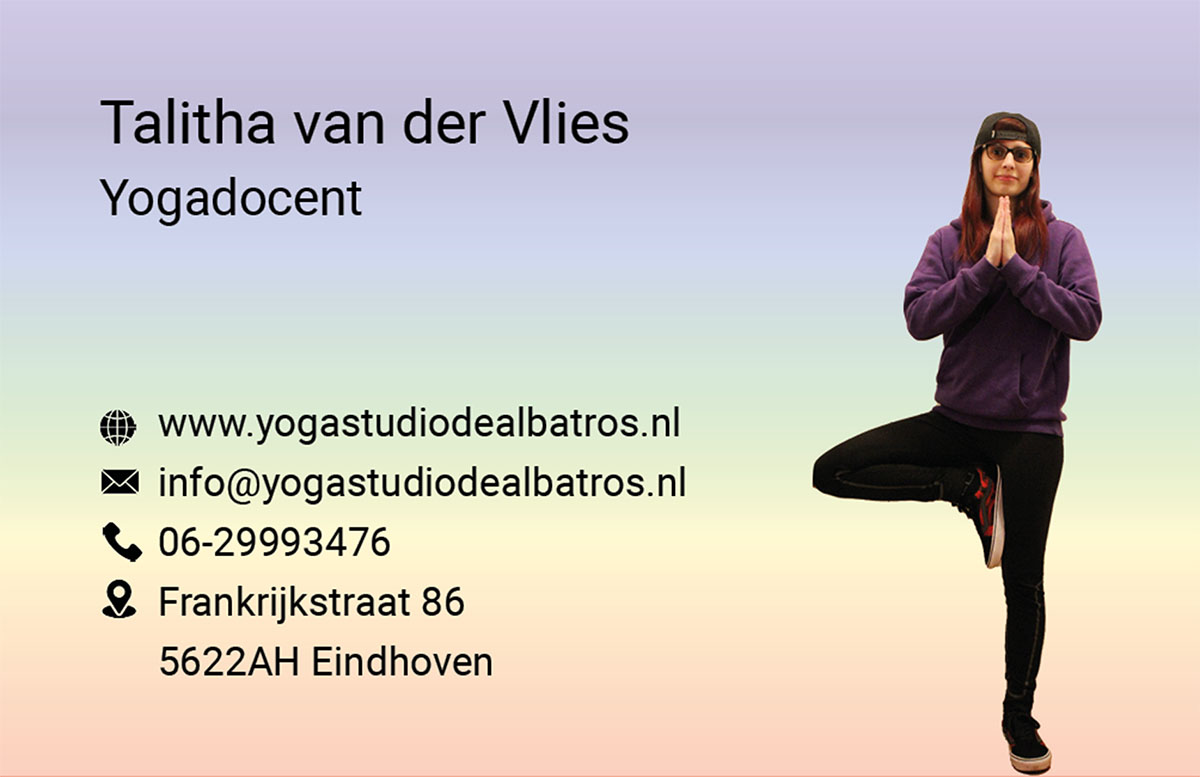 Talitha van der Vlies
Yogadocent
www.yogastudiodealbatros.nl
info@yogastudiodealbatros.nl
06-29993476
Frankrijkstraat 86
5622AH Eindhoven